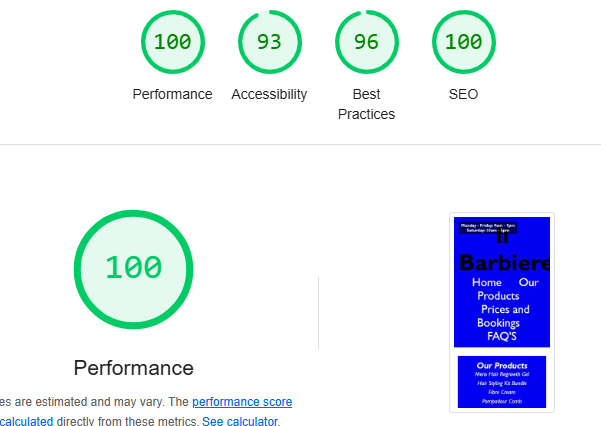 100
93
96
100
Performance
Accessibility
Best
Practices
SEO
100
Performance
es are estimated and may vary. The performance score
calculated directly from these metrics. See calculator.
Monday - Friday: 9am - 7pm
Saturday: 10am - 5pm
Il
Barbiere
Home Our
Products
Prices and
Bookings
FAQ'S
Our Products
Mens Hair Regrowth Gel
Hair Styling Kit Bundle
Fibre Cream
Pompadour Comb